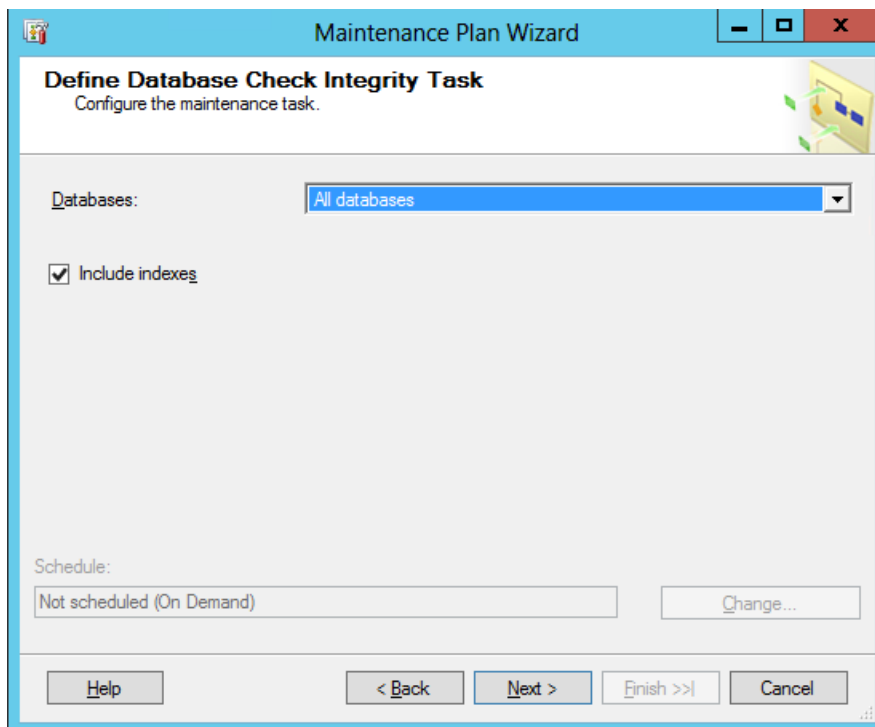 Maintenance Plan Wizard
Define Database Check Integrity Task
Configure the maintenance task.
Databases:
All databases
Include indexes
Schedule:
Not scheduled (On Demand)
Change...
Help
< Back
Next >
Finish >>|
Cancel